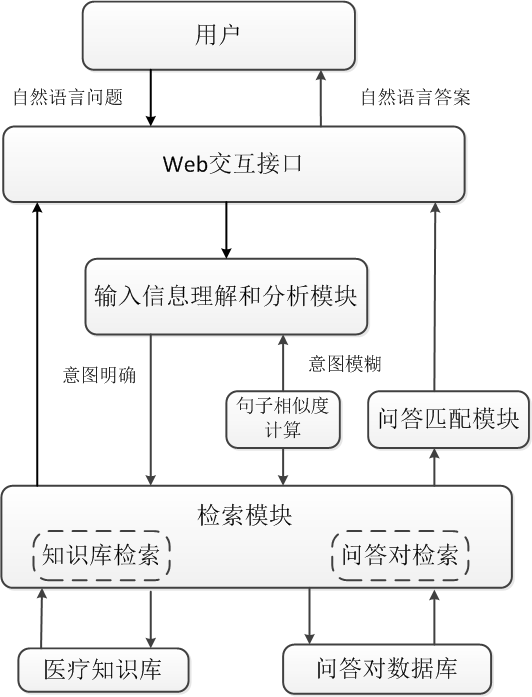 用户
自然语言问题
自然语言答案
Web交互接口
输入信息理解和分析模块
意图明确
意图模糊
句子相似度
计算
问答匹配模块
检索模块
知识库检索
问答对检索
医疗知识库
问答对数据库